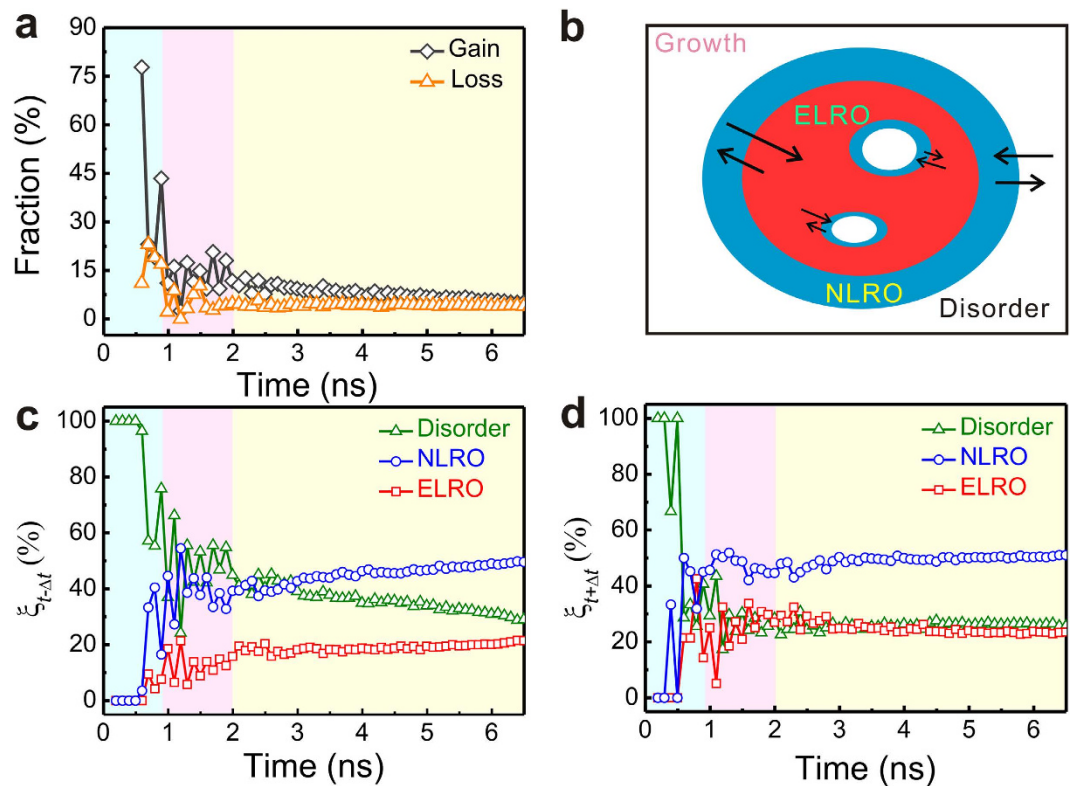 a
90
75
60
45
30
15
0
Fraction (%)
Gain
Loss
0 1 2 3 4 5 6
Time (ns)
b
Growth
ELRO
NLRO
Disorder
c
100
80
60
40
20
0
ξt-Δt (%)
Disorder
NLRO
ELRO
0 1 2 3 4 5 6
Time (ns)
d
100
80
60
40
20
0
ξt+Δt (%)
Disorder
NLRO
ELRO
0 1 2 3 4 5 6
Time (ns)